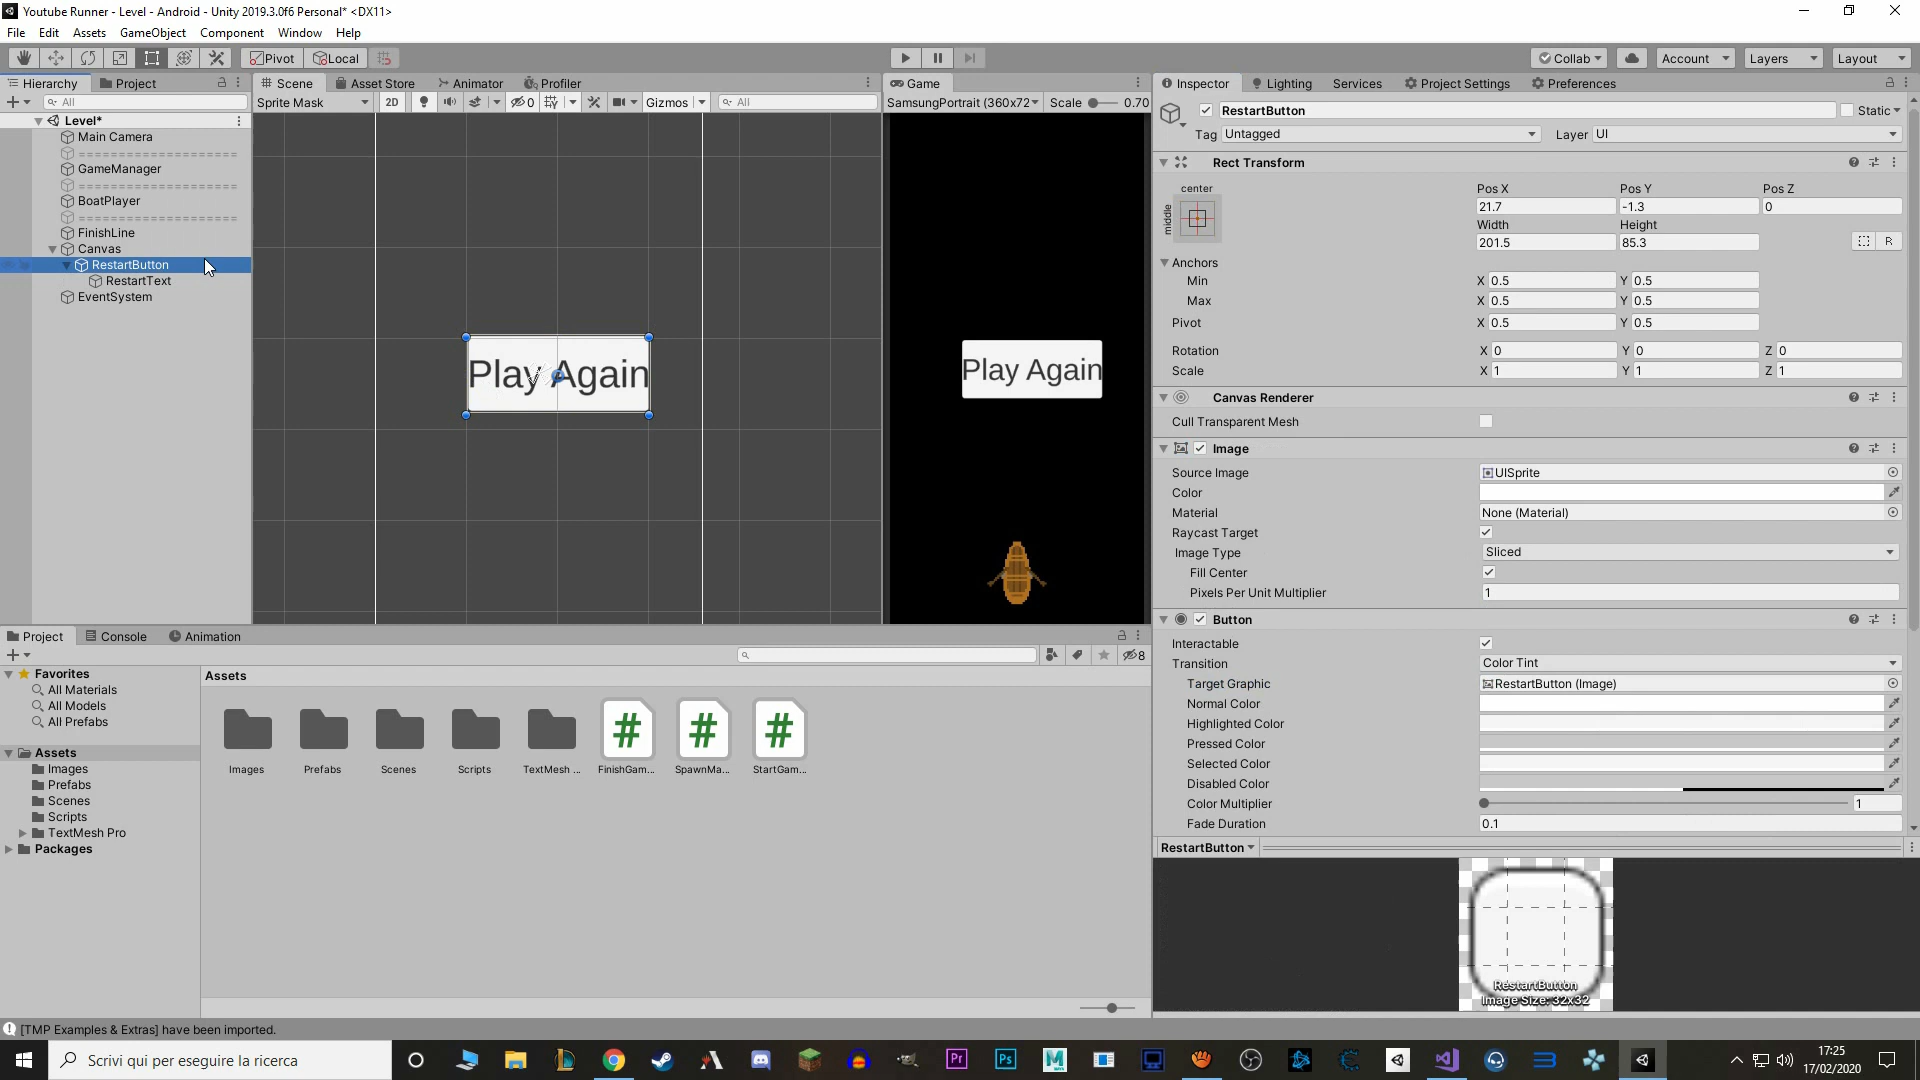 Youtube Runner - Level - Android - Unity 2019.3.0f6 Personal* <DX11>
File Edit Assets GameObject Component Window Help
Pivot Local Collab Account Layers Layout
Hierarchy Project
All
Level*
Main Camera
=====================
GameManager
=====================
BoatPlayer
=====================
FinishLine
Canvas
RestartButton
RestartText
EventSystem
Scene Asset Store Animator Profiler
Sprite Mask 2D 0 Gizmos All
Play Again
Game
SamsungPortrait (360x72 Scale 0.70
Play Again
Inspector Lighting Services Project Settings Preferences
RestartButton Static
Tag Untagged Layer UI
Rect Transform
center
middle
Pos X Pos Y Pos Z
21.7 -1.3 0
Width Height
201.5 85.3 R
Anchors
Min X 0.5 Y 0.5
Max X 0.5 Y 0.5
Pivot X 0.5 Y 0.5
Rotation X 0 Y 0 Z 0
Scale X 1 Y 1 Z 1
Canvas Renderer
Cull Transparent Mesh
Image
Source Image UISprite
Color
Material None (Material)
Raycast Target
Image Type Sliced
Fill Center
Pixels Per Unit Multiplier 1
Button
Interactable
Transition Color Tint
Target Graphic RestartButton (Image)
Normal Color
Highlighted Color
Pressed Color
Selected Color
Disabled Color
Color Multiplier 1
Fade Duration 0.1
RestartButton
RestartButton
Image Size: 32x32
Project Console Animation
8
Favorites
All Materials
All Models
All Prefabs
Assets
Images
Prefabs
Scenes
Scripts
TextMesh Pro
Packages
Assets
Images Prefabs Scenes Scripts TextMesh ... FinishGam... SpawnMa... StartGam...
[TMP Examples & Extras] have been imported.
Scrivi qui per eseguire la ricerca
Pr Ps M
17:25
17/02/2020